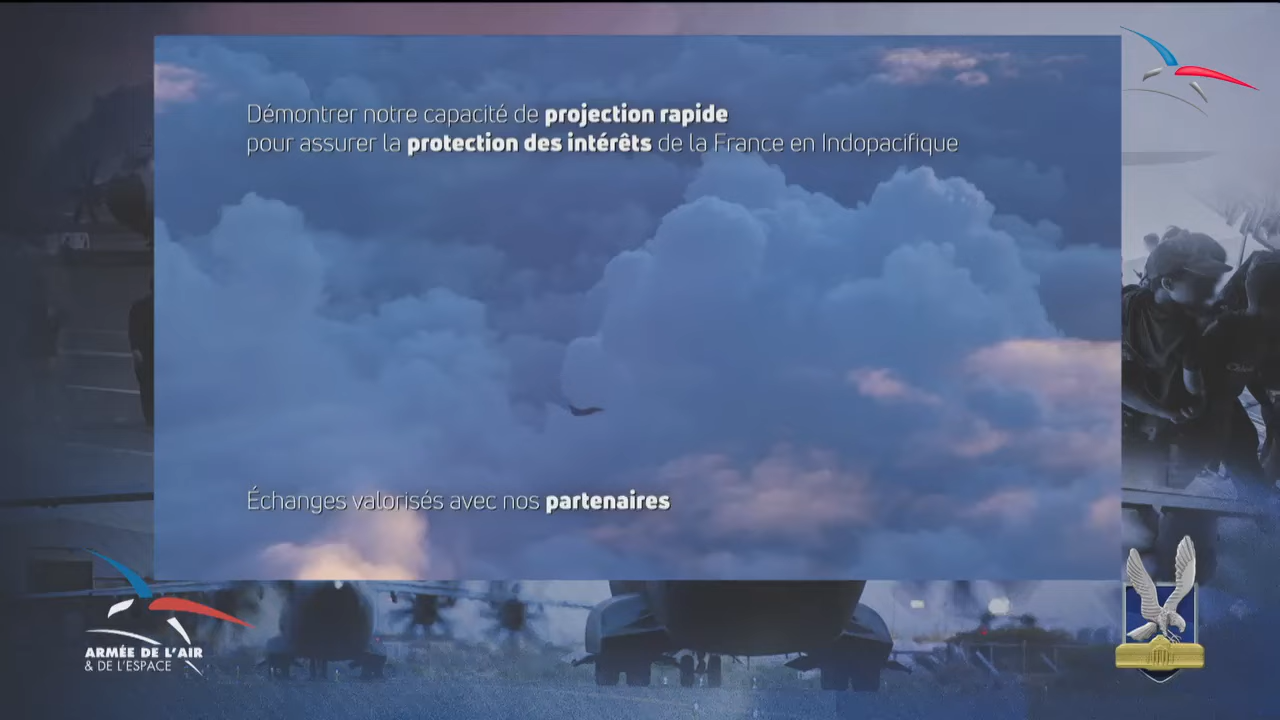 Démontrer notre capacité de projection rapide
pour assurer la protection des intérêts de la France en Indopacifique
Échanges valorisés avec nos partenaires
ARMÉE DE L'AIR
& DE L'ESPACE